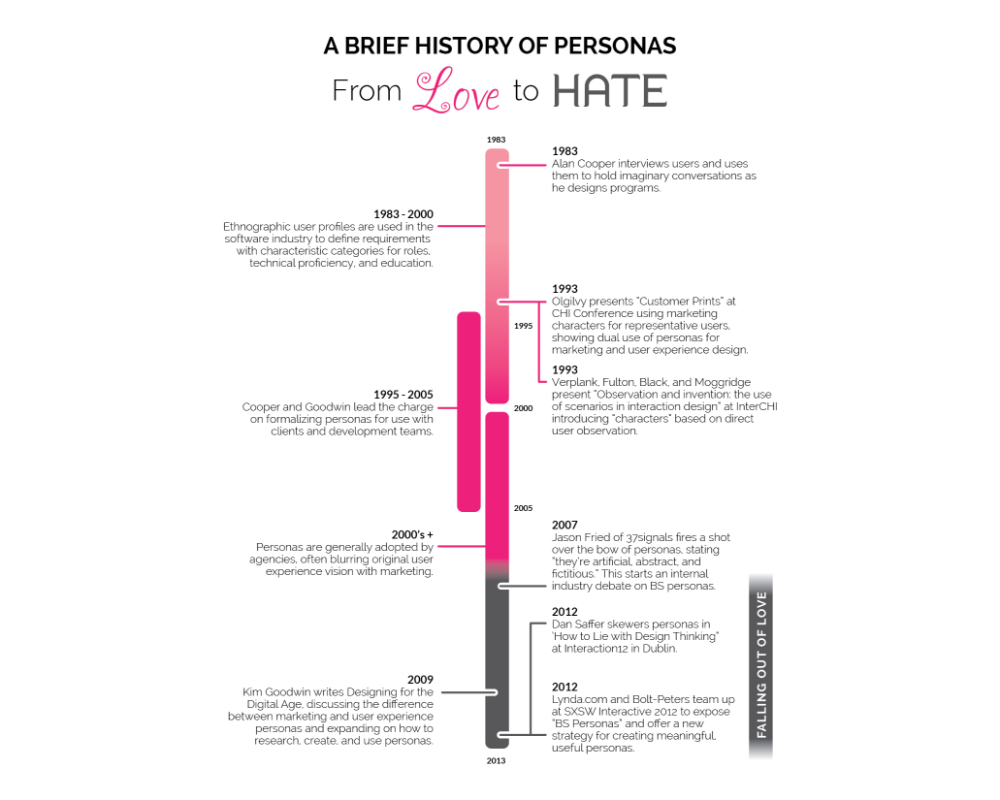 A BRIEF HISTORY OF PERSONAS
From Love to HATE
1983
1983
Alan Cooper interviews users and uses
them to hold imaginary conversations as
he designs programs.
1983 - 2000
Ethnographic user profiles are used in the
software industry to define requirements
with characteristic categories for roles,
technical proficiency, and education.
1993
Olgilvy presents "Customer Prints" at
CHI Conference using marketing
characters for representative users,
showing dual use of personas for
marketing and user experience design.
1995
1993
Verplank, Fulton, Black, and Moggridge
present "Observation and invention: the use
of scenarios in interaction design" at InterCHI
introducing "characters" based on direct
user observation.
1995 - 2005
Cooper and Goodwin lead the charge
on formalizing personas for use with
clients and development teams.
2000
2005
2000's +
Personas are generally adopted by
agencies, often blurring original user
experience vision with marketing.
2007
Jason Fried of 37signals fires a shot
over the bow of personas, stating
"they're artificial, abstract, and
fictitious." This starts an internal
industry debate on BS personas.
2012
Dan Saffer skewers personas in
'How to Lie with Design Thinking"
at Interaction12 in Dublin.
2009
Kim Goodwin writes Designing for the
Digital Age, discussing the difference
between marketing and user experience
personas and expanding on how to
research, create, and use personas.
2012
Lynda.com and Bolt-Peters team up
at SXSW Interactive 2012 to expose
"BS Personas" and offer a new
strategy for creating meaningful,
useful personas.
FALLING OUT OF LOVE
2013